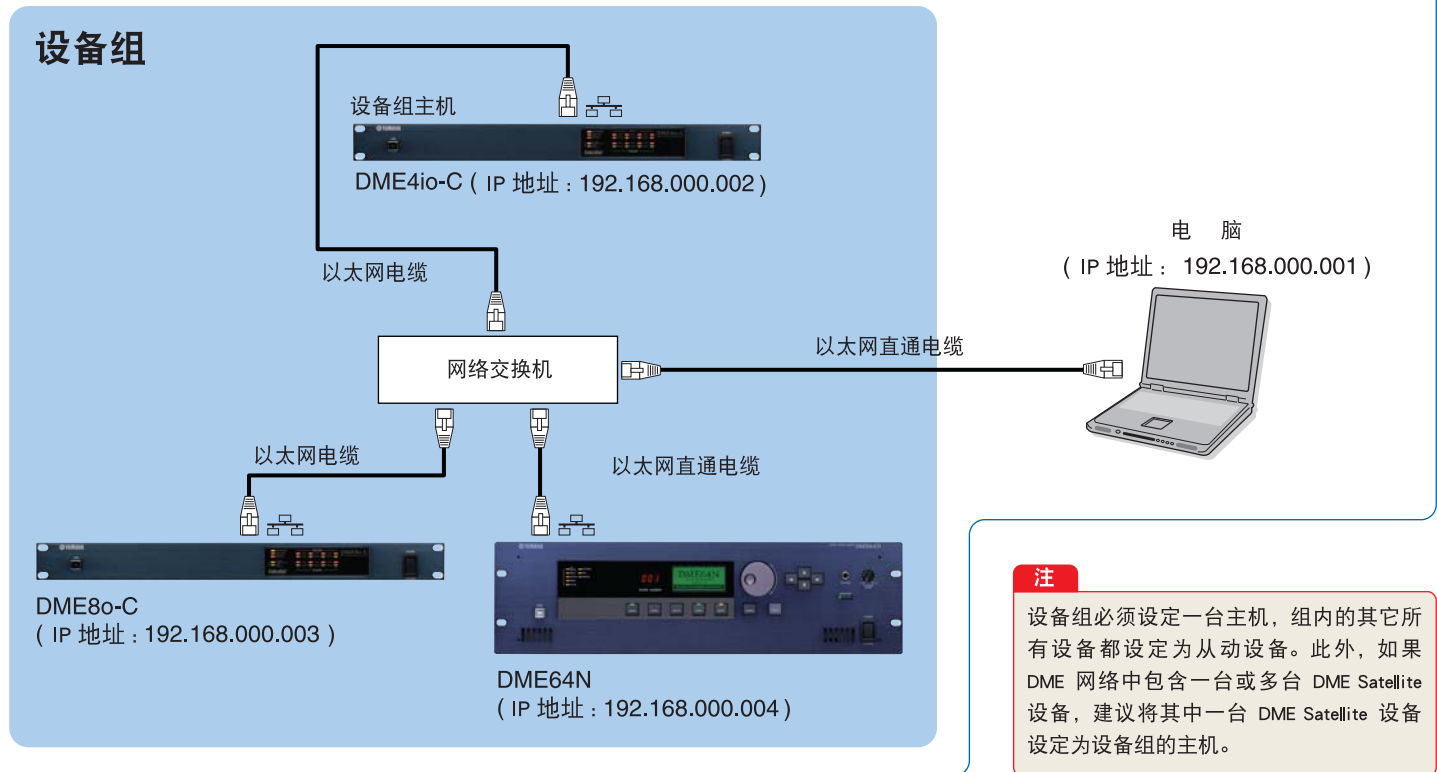 设备组
设备组主机
DME4io-C ( IP 地址 : 192.168.000.002 )
以太网电缆
电 脑
( IP 地址 : 192.168.000.001 )
以太网直通电缆
网络交换机
以太网电缆
以太网直通电缆
DME8o-C
( IP 地址 : 192.168.000.003 )
YAMAHA
001
DME64N
DME64N
( IP 地址 : 192.168.000.004 )
注
设备组必须设定一台主机，组内的其它所
有设备都设定为从动设备。此外，如果
DME 网络中包含一台或多台 DME Satellite
设备，建议将其中一台 DME Satellite 设备
设定为设备组的主机。